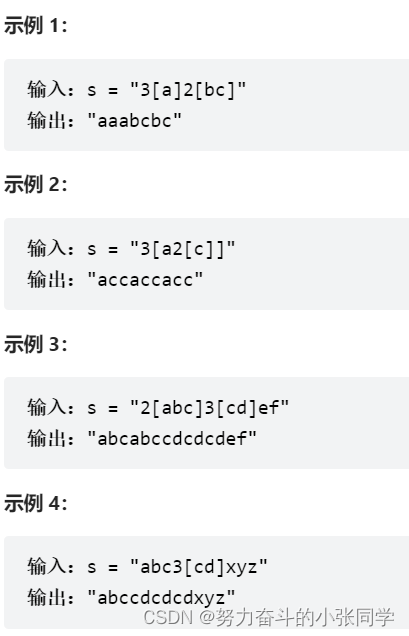 示例 1：
输入：s = "3[a]2[bc]"
输出："aaabcbc"
示例 2：
输入：s = "3[a2[c]]"
输出："accaccacc"
示例 3：
输入：s = "2[abc]3[cd]ef"
输出："abcabccdcdcdef"
示例 4：
输入：s = "abc3[cd]xyz"
输出："abccdcdcdxyz"
CSDN @努力奋斗的小张同学